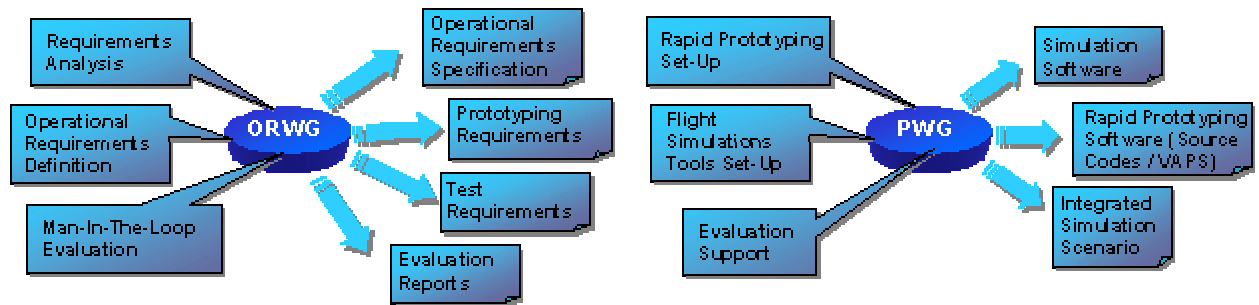 Requirements
Analysis
Operational
Requirements
Definition
Man-In-The-Loop
Evaluation
ORWG
Operational
Requirements
Specification
Prototyping
Requirements
Test
Requirements
Evaluation
Reports
Rapid Prototyping
Set-Up
Flight
Simulations
Tools Set-Up
Evaluation
Support
PWG
Simulation
Software
Rapid Prototyping
Software (Source
Codes / VAPS)
Integrated
Simulation
Scenario